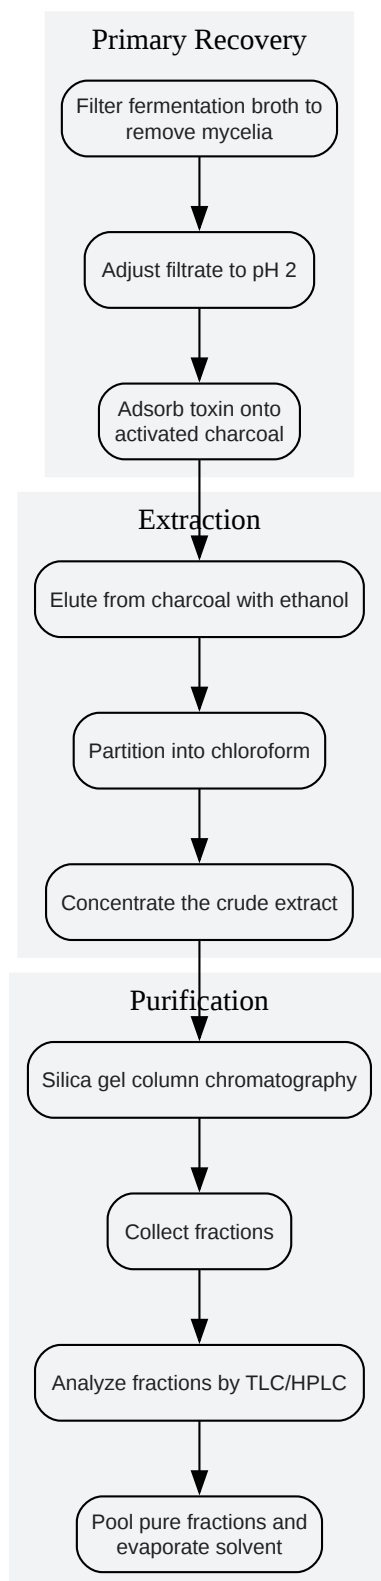 Primary Recovery
Filter fermentation broth to
remove mycelia
Adjust filtrate to pH 2
Adsorb toxin onto
activated charcoal
Extraction
Elute from charcoal with ethanol
Partition into chloroform
Concentrate the crude extract
Purification
Silica gel column chromatography
Collect fractions
Analyze fractions by TLC/HPLC
Pool pure fractions and
evaporate solvent